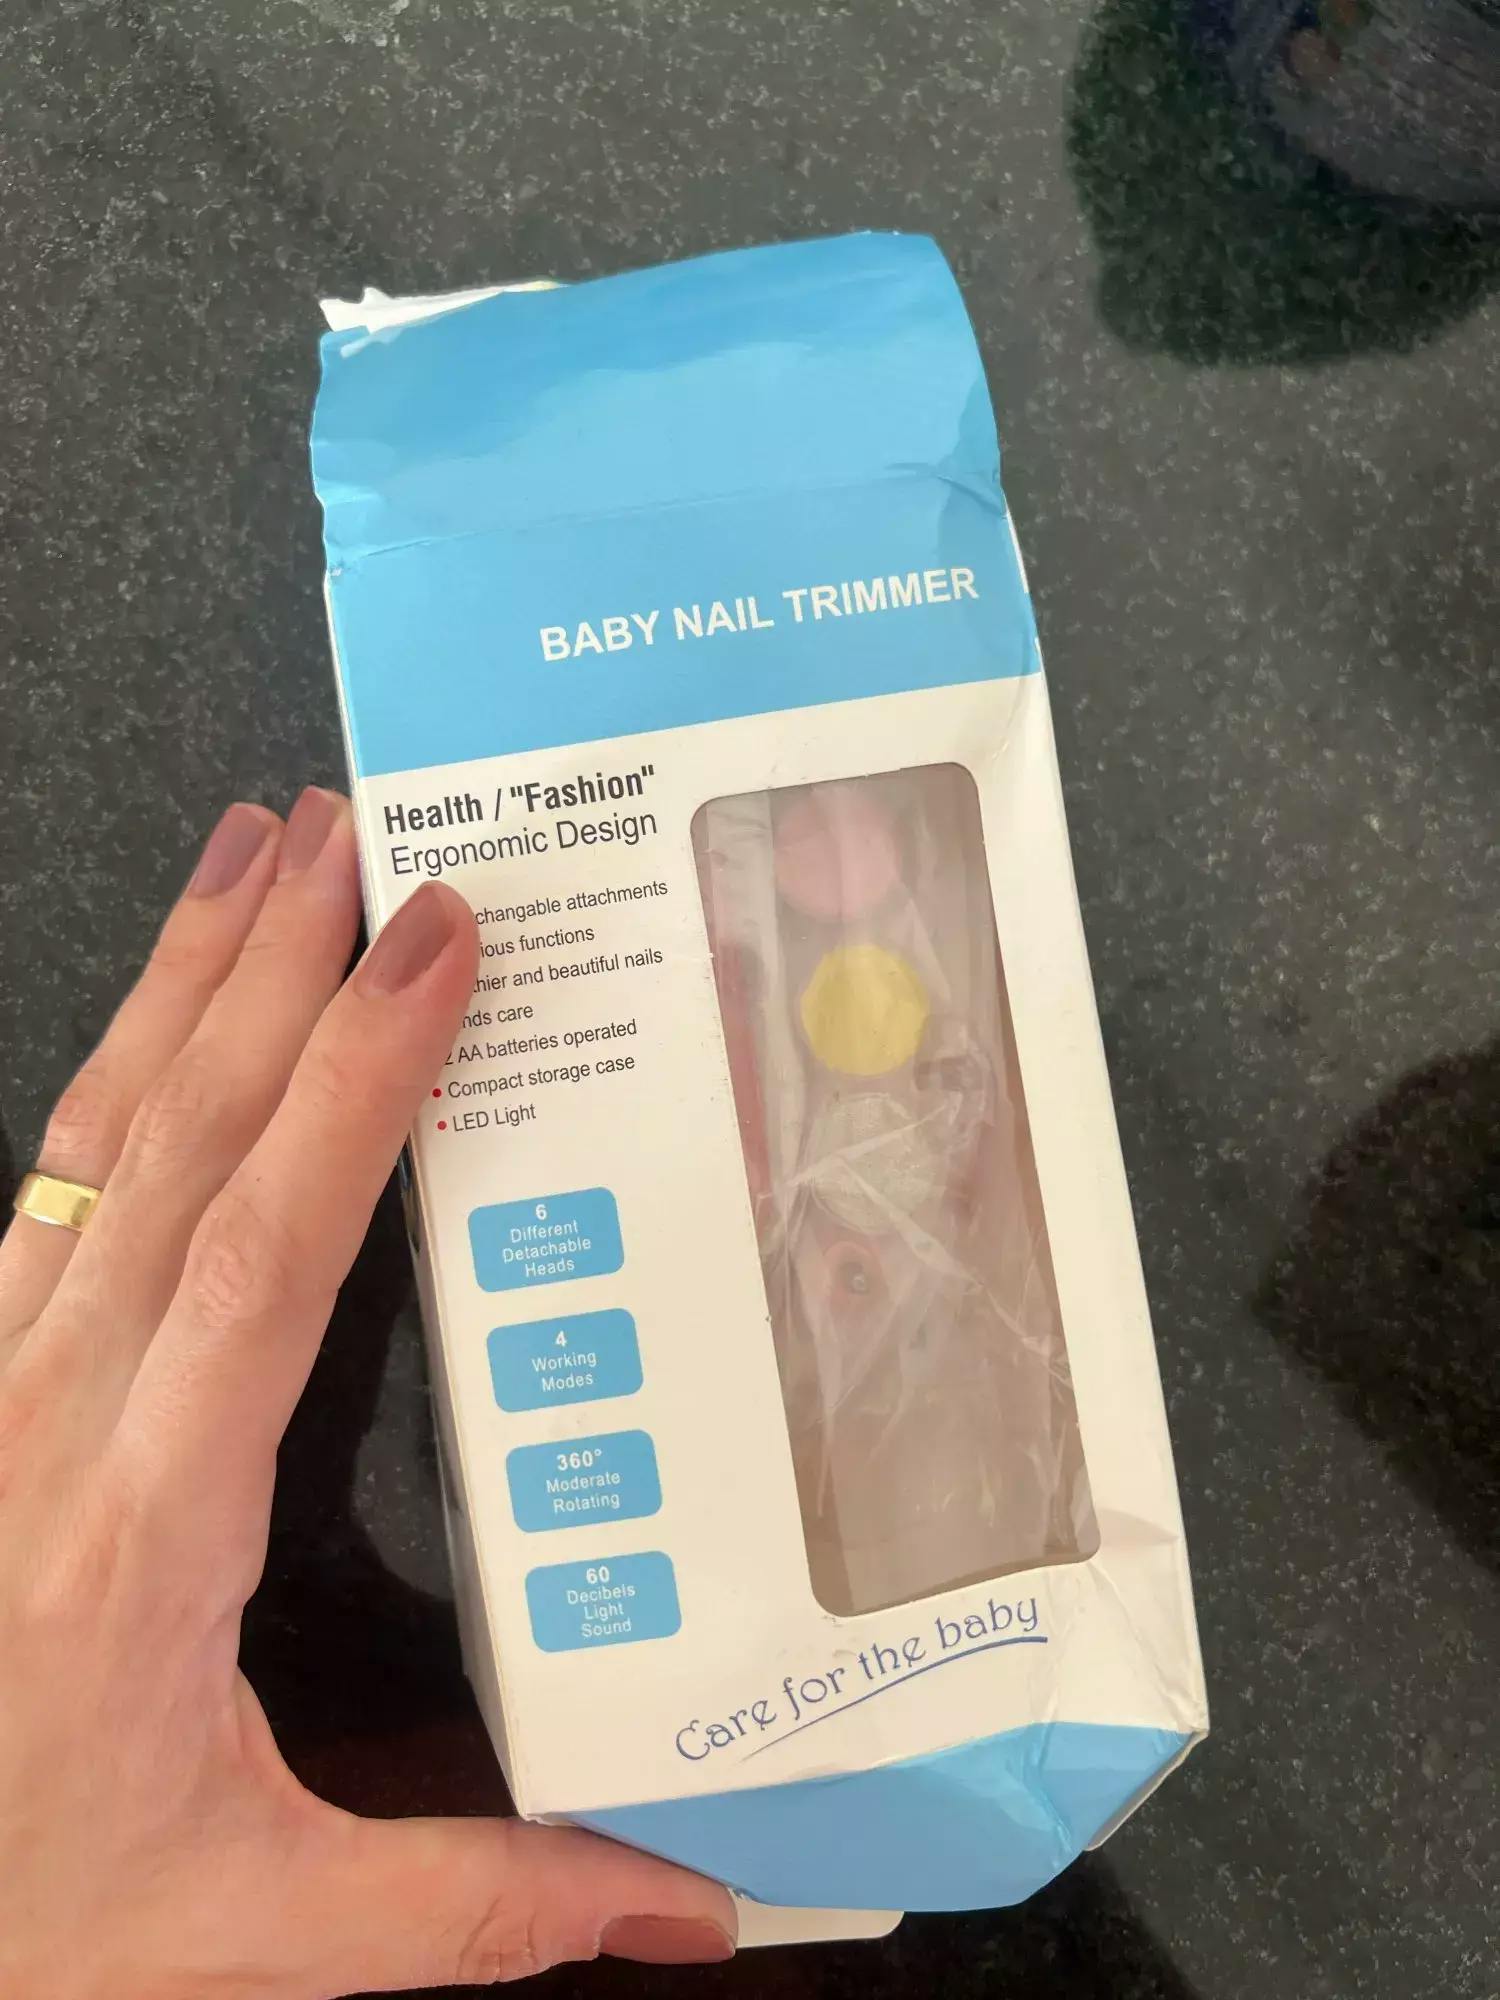 BABY NAIL TRIMMER
Health / "Fashion"
Ergonomic Design
changable attachments
ious functions
thier and beautiful nails
nds care
2 AA batteries operated
• Compact storage case
• LED Light
6
Different
Detachable
Heads
4
Working
Modes
360°
Moderate
Rotating
60
Decibels
Light
Sound
Care for the baby